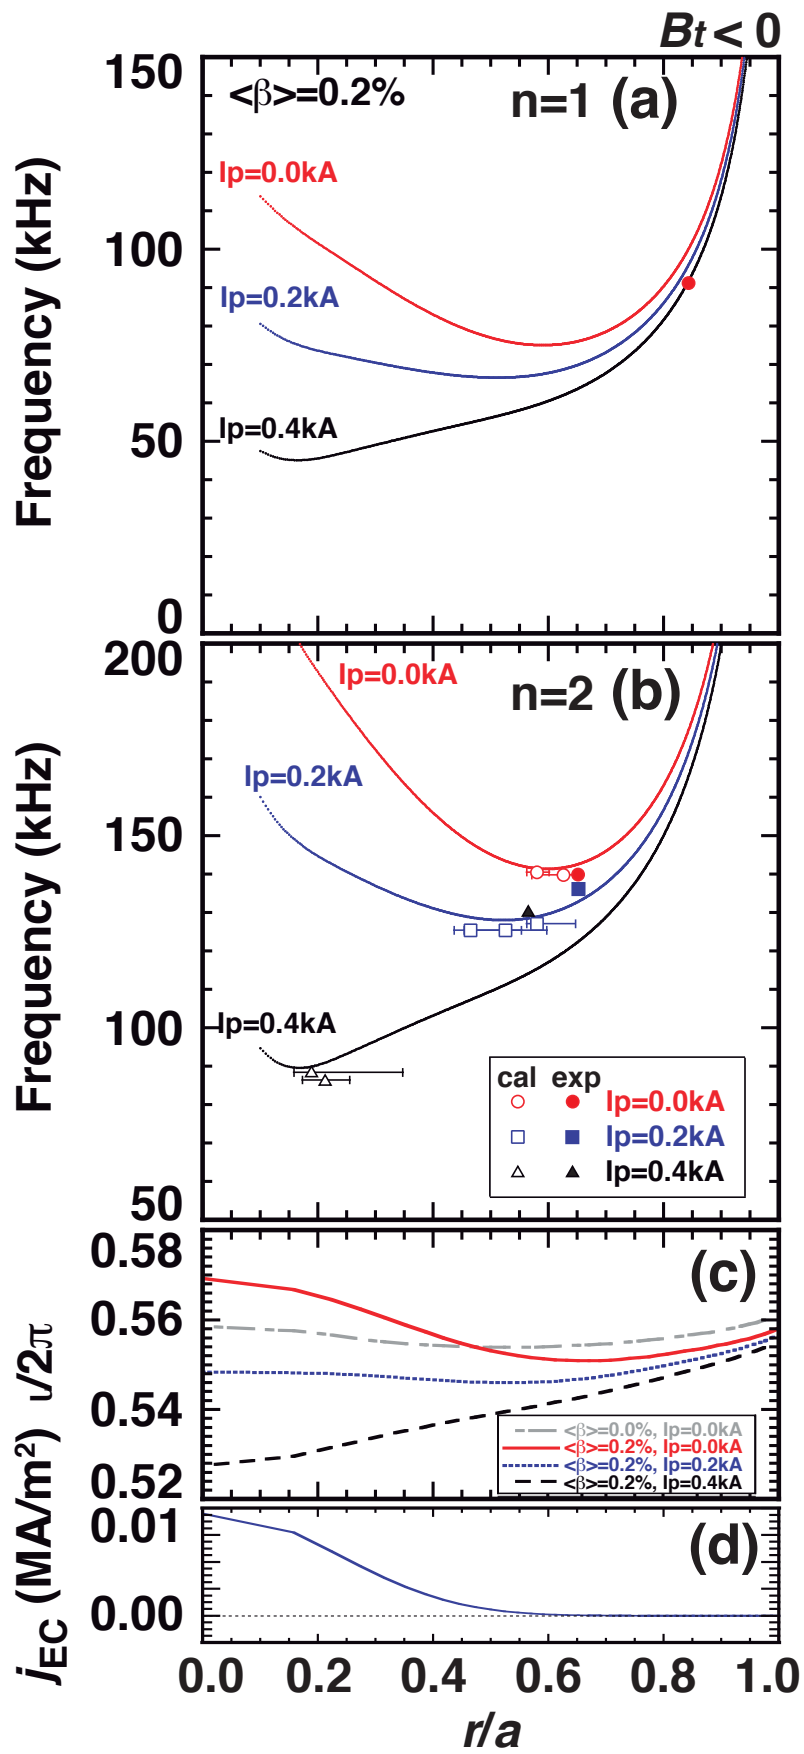 Bt < 0
150
<β>=0.2%
n=1 (a)
Ip=0.0kA
100
Ip=0.2kA
Ip=0.4kA
50
0
Frequency (kHz)
200
Ip=0.0kA
n=2 (b)
Ip=0.2kA
150
Ip=0.4kA
100
cal exp
Ip=0.0kA
Ip=0.2kA
Ip=0.4kA
50
Frequency (kHz)
0.58
(c)
0.56
0.54
0.52
ι/2π
<β>=0.0%, Ip=0.0kA
<β>=0.2%, Ip=0.0kA
<β>=0.2%, Ip=0.2kA
<β>=0.2%, Ip=0.4kA
0.01
(d)
0.00
jEC (MA/m²)
0.0 0.2 0.4 0.6 0.8 1.0
r/a